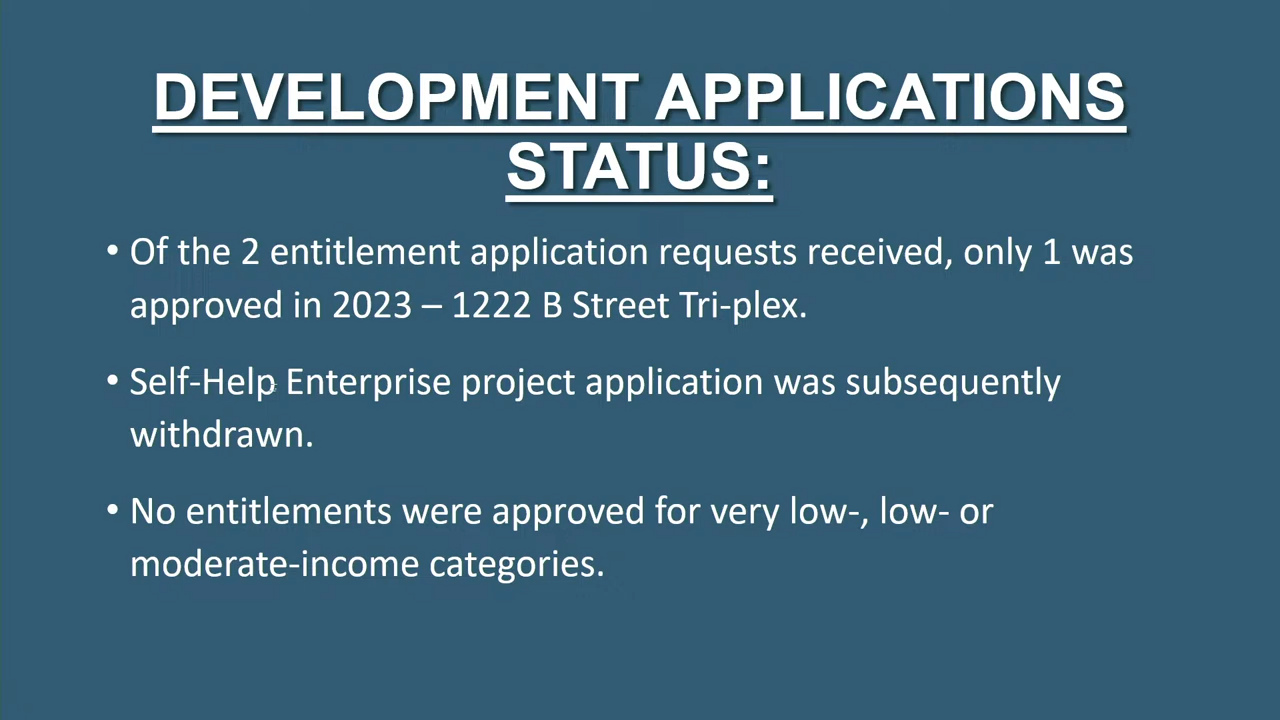 DEVELOPMENT APPLICATIONS
STATUS:
• Of the 2 entitlement application requests received, only 1 was
approved in 2023 – 1222 B Street Tri-plex.
• Self-Help Enterprise project application was subsequently
withdrawn.
• No entitlements were approved for very low-, low- or
moderate-income categories.